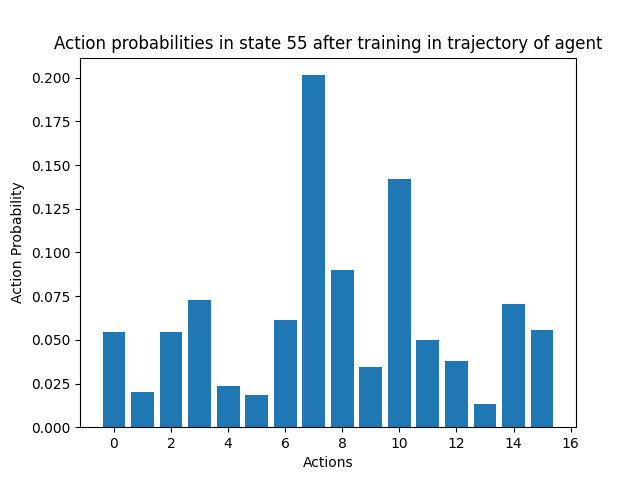 Action probabilities in state 55 after training in trajectory of agent
0.200
0.175
0.150
0.125
0.100
0.075
0.050
0.025
0.000
Action Probability
0 2 4 6 8 10 12 14 16
Actions